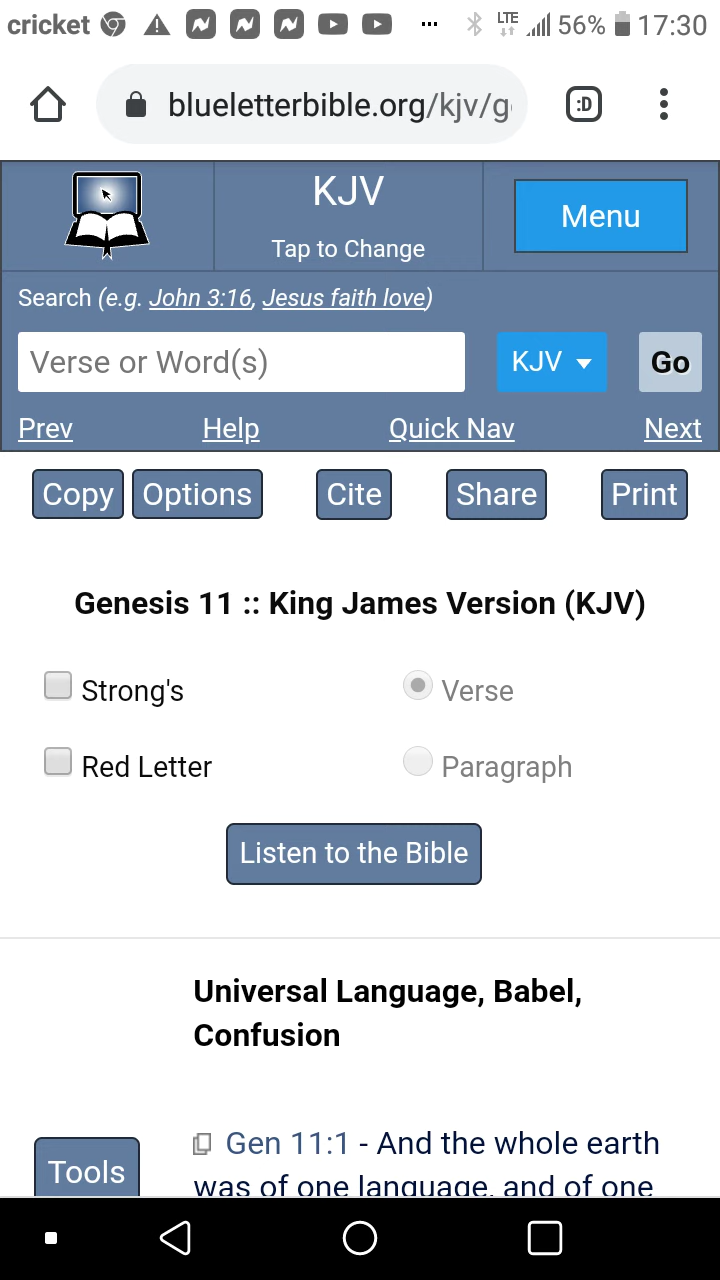 cricket LTE 56% 17:30
:D
blueletterbible.org/kjv/g
KJV
Tap to Change
Menu
Search (e.g. John 3:16, Jesus faith love)
Verse or Word(s) KJV Go
Prev Help Quick Nav Next
Copy Options Cite Share Print
Genesis 11 :: King James Version (KJV)
Strong's Verse
Red Letter Paragraph
Listen to the Bible
Universal Language, Babel,
Confusion
Gen 11:1 - And the whole earth
Tools
was of one language, and of one